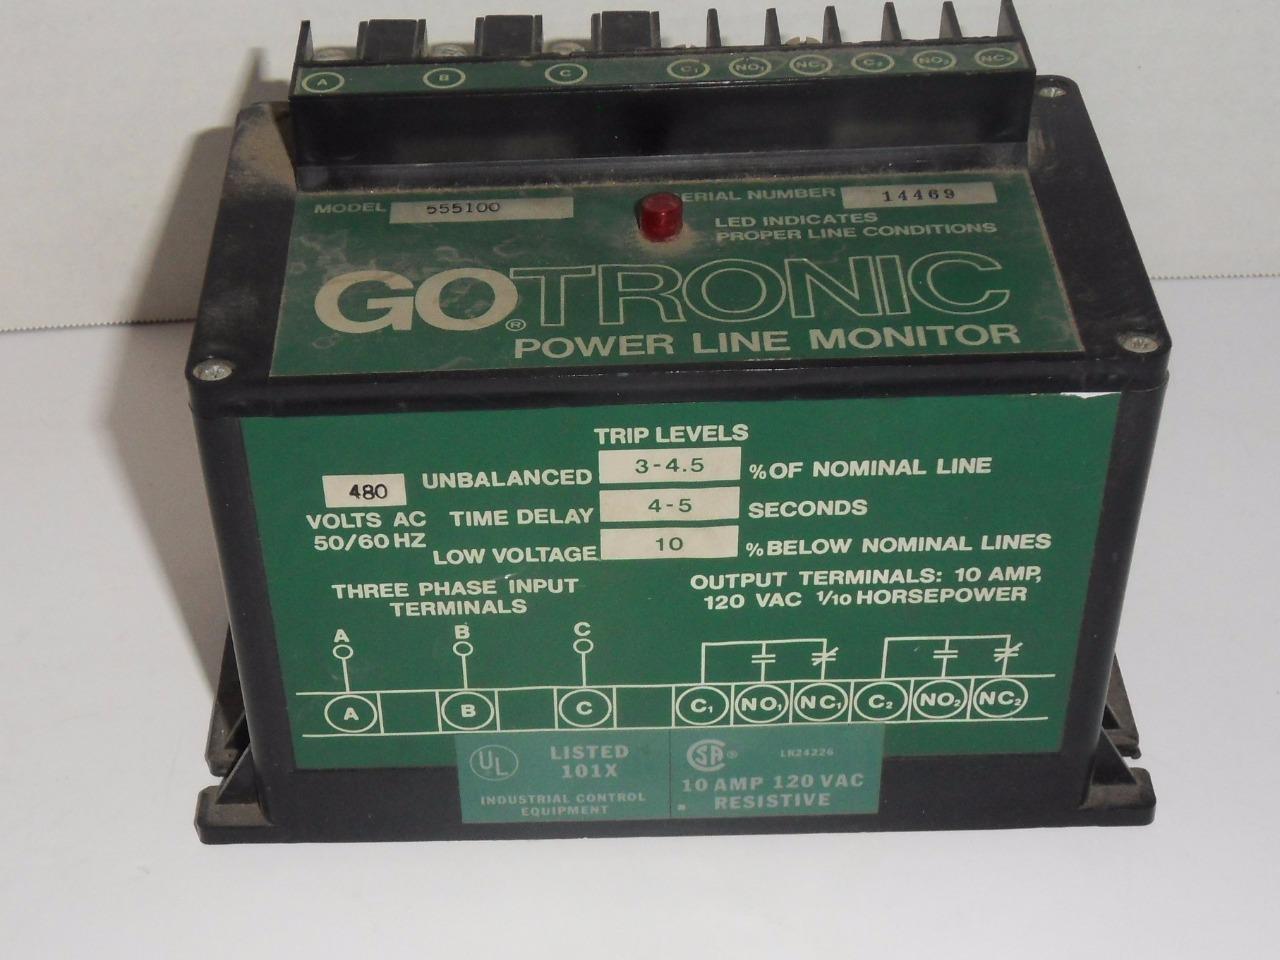 A B C C1 NO1 NC1 C2 NO2 NC2
MODEL 555100
SERIAL NUMBER 14469
LED INDICATES
PROPER LINE CONDITIONS
GOTRONIC
®
POWER LINE MONITOR
TRIP LEVELS
UNBALANCED 3-4.5 % OF NOMINAL LINE
480
VOLTS AC
50/60 HZ
TIME DELAY 4-5 SECONDS
LOW VOLTAGE 10 % BELOW NOMINAL LINES
THREE PHASE INPUT
TERMINALS
OUTPUT TERMINALS: 10 AMP,
120 VAC 1/10 HORSEPOWER
A B C
A B C C1 NO1 NC1 C2 NO2 NC2
UL LISTED
101X
INDUSTRIAL CONTROL
EQUIPMENT
SA ® LR24226
10 AMP 120 VAC
RESISTIVE